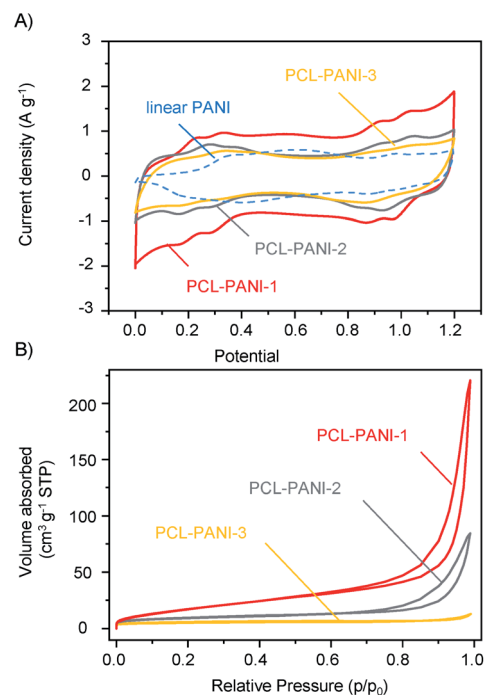 A)
3
2
1
0
-1
-2
-3
Current density (A g⁻¹)
linear PANI
PCL-PANI-3
PCL-PANI-2
PCL-PANI-1
0.0 0.2 0.4 0.6 0.8 1.0 1.2
Potential
B)
200
150
100
50
0
Volume absorbed
(cm³ g⁻¹ STP)
PCL-PANI-1
PCL-PANI-2
PCL-PANI-3
0.0 0.2 0.4 0.6 0.8 1.0
Relative Pressure (p/p₀)